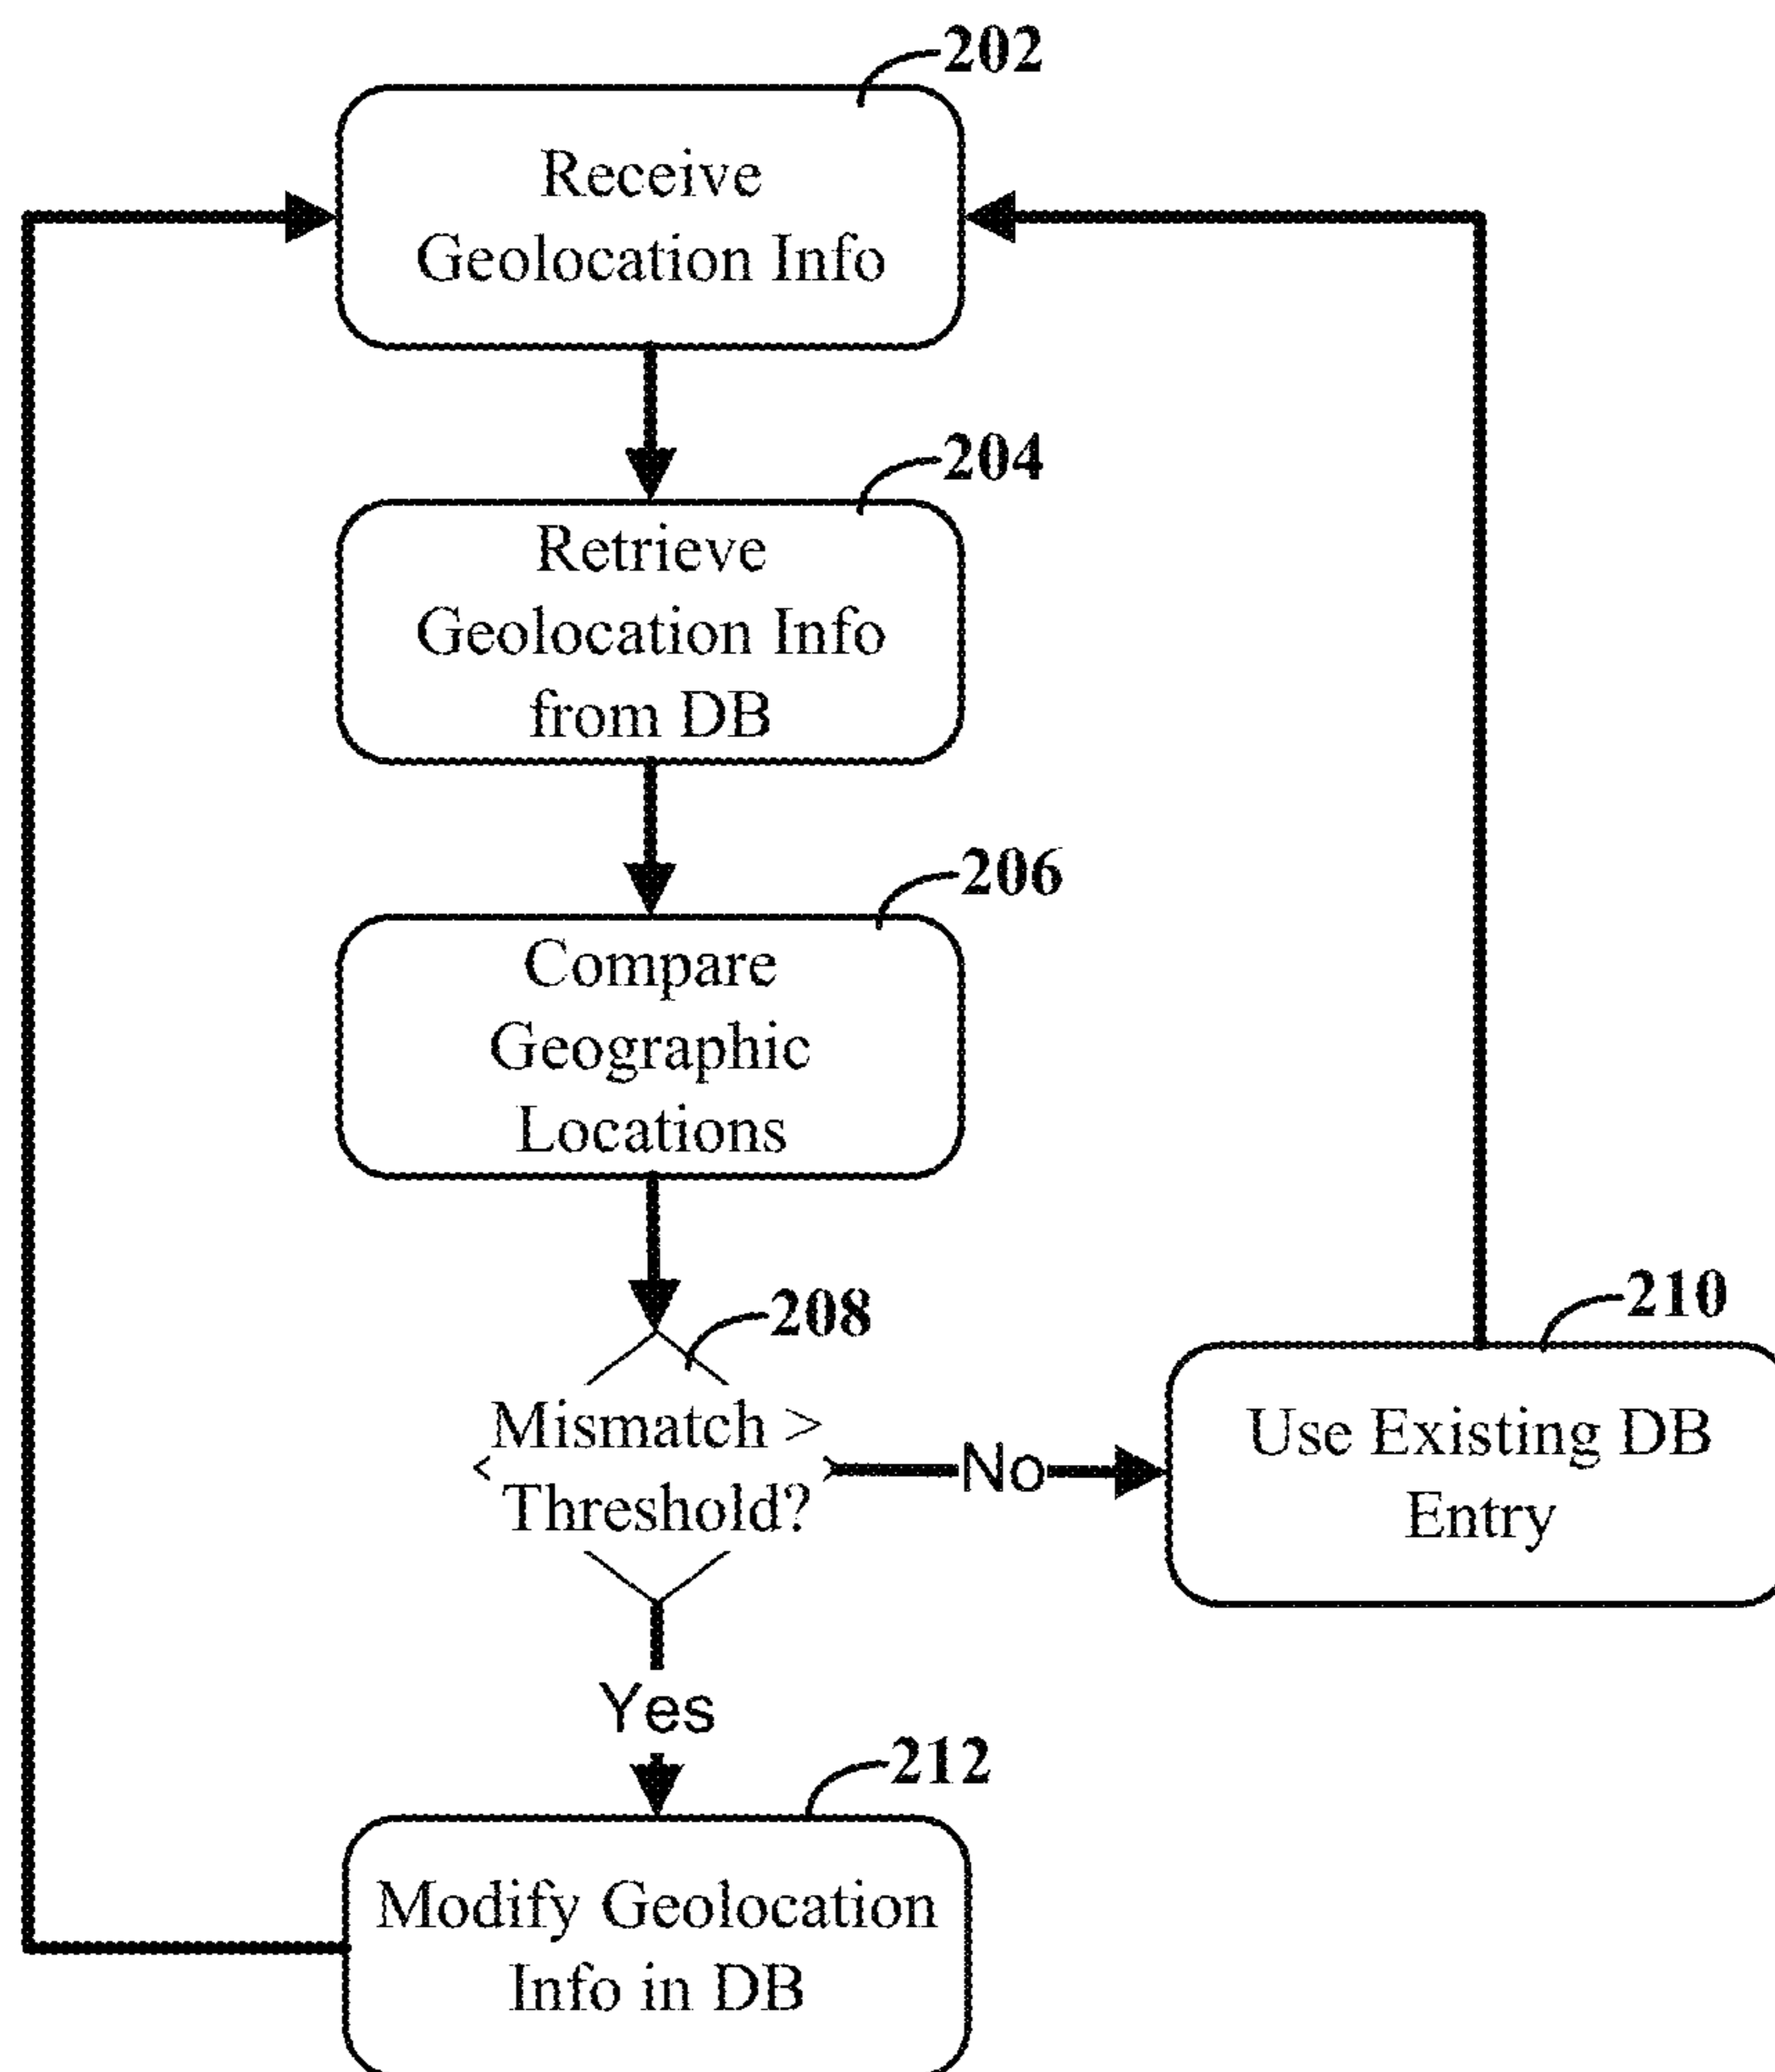 202
Receive
Geolocation Info
204
Retrieve
Geolocation Info
from DB
206
Compare
Geographic
Locations
208
Mismatch >
Threshold?
No
210
Use Existing DB
Entry
Yes
212
Modify Geolocation
Info in DB